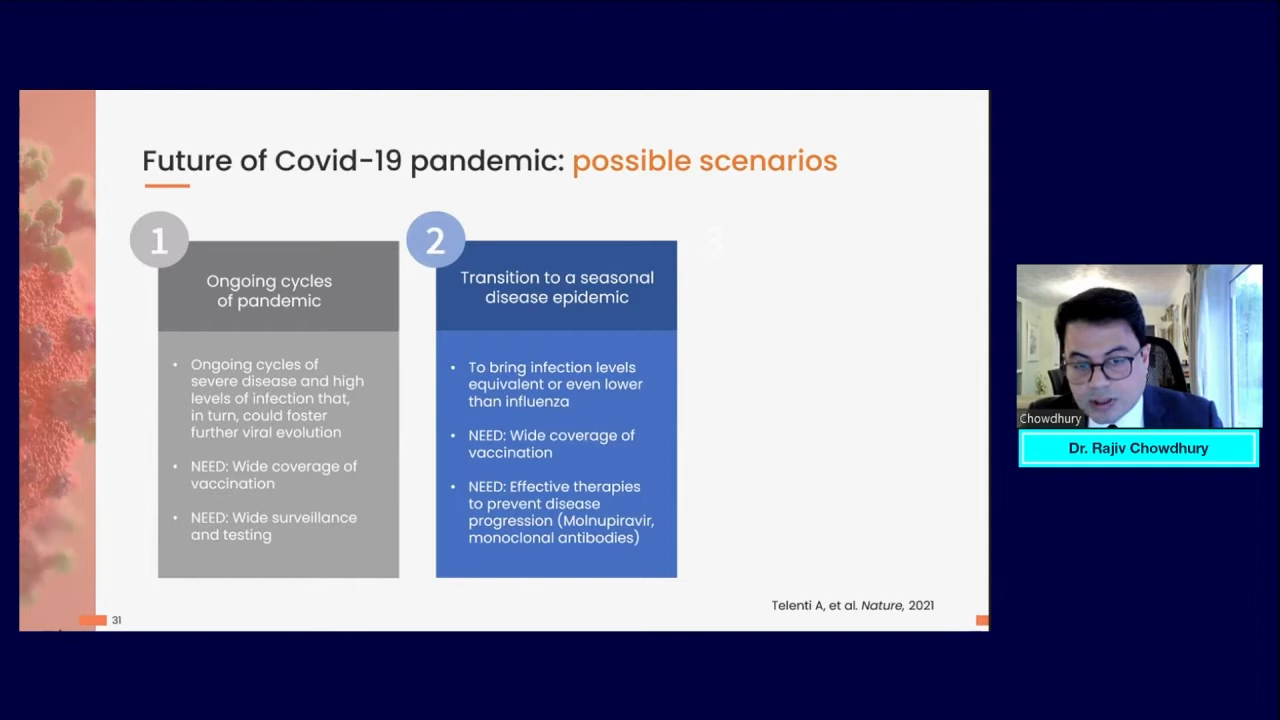 Future of Covid-19 pandemic: possible scenarios
1
Ongoing cycles
of pandemic
• Ongoing cycles of
severe disease and high
levels of infection that,
in turn, could foster
further viral evolution
• NEED: Wide coverage of
vaccination
• NEED: Wide surveillance
and testing
2
Transition to a seasonal
disease epidemic
• To bring infection levels
equivalent or even lower
than influenza
• NEED: Wide coverage of
vaccination
• NEED: Effective therapies
to prevent disease
progression (Molnupiravir,
monoclonal antibodies)
3
Telenti A, et al. Nature, 2021
31
Chowdhury
Dr. Rajiv Chowdhury